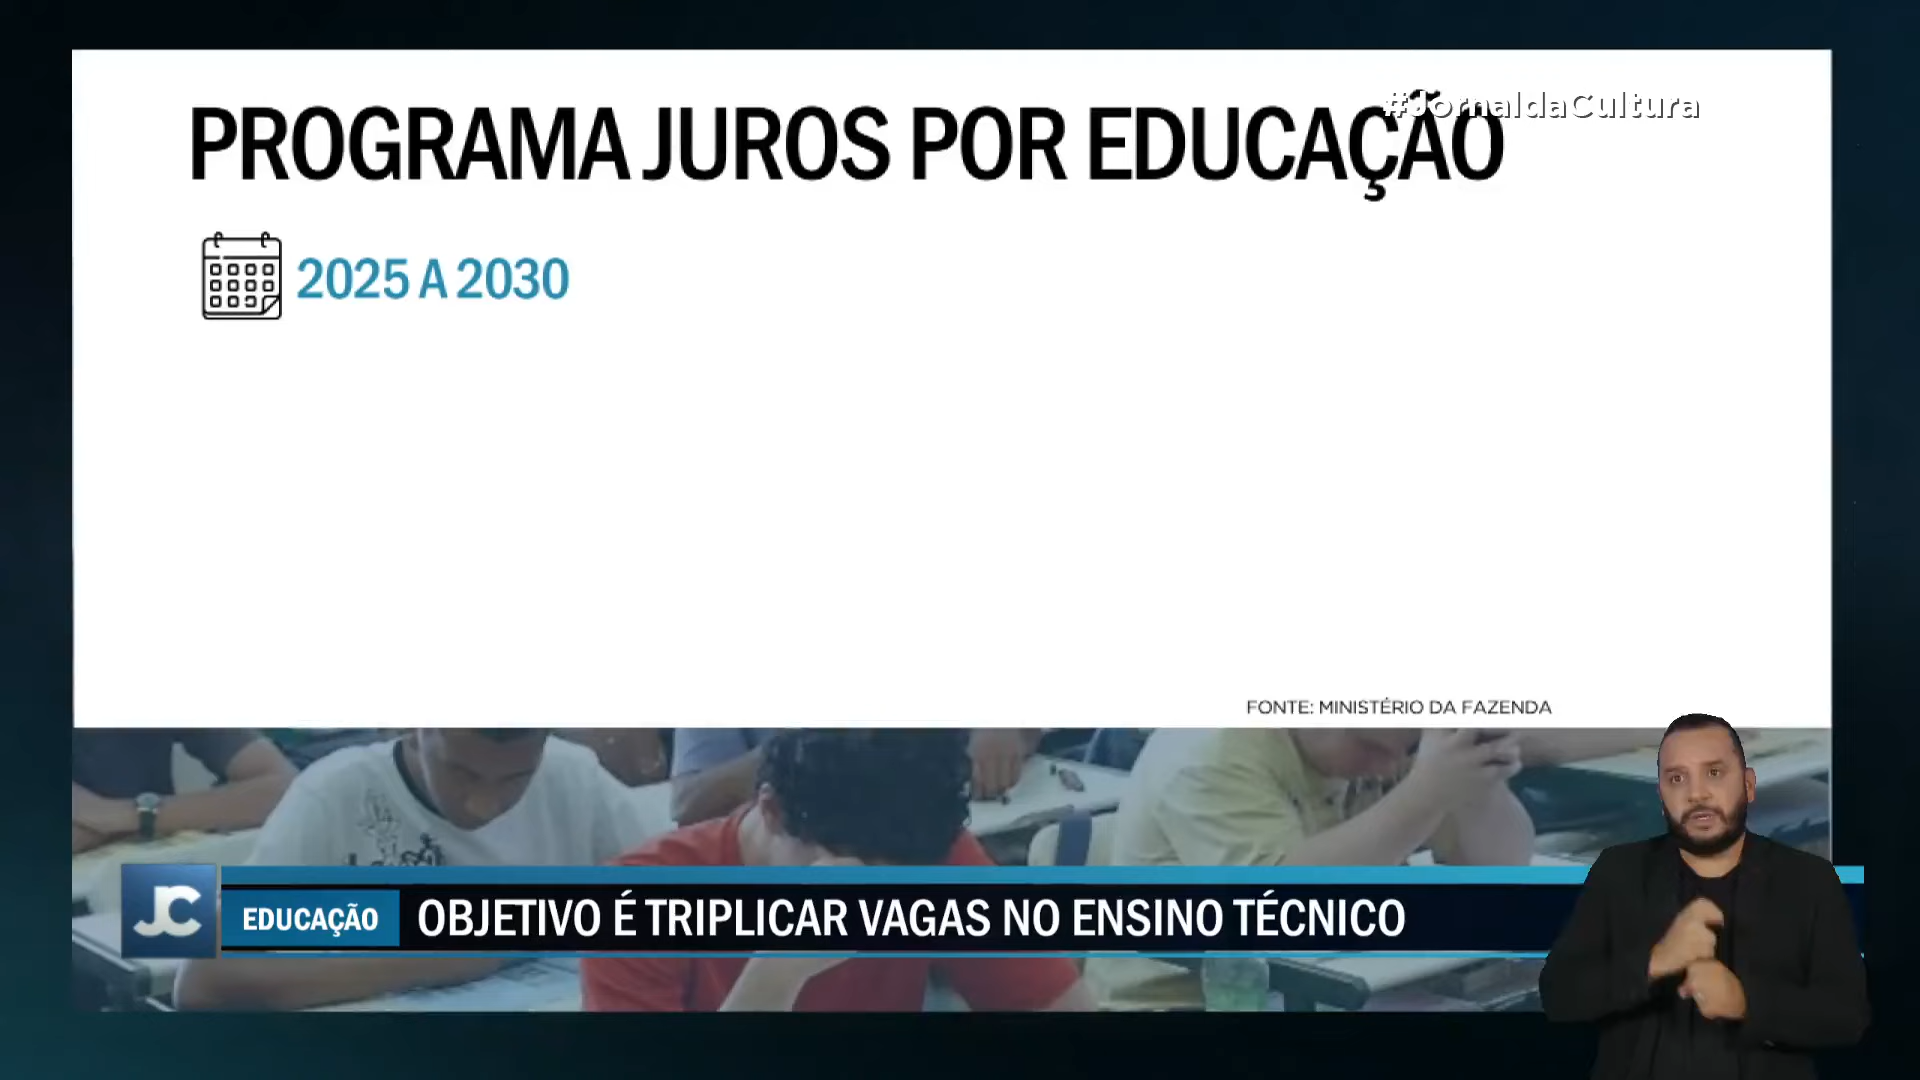 #JornaldaCultura
PROGRAMA JUROS POR EDUCAÇÃO
2025 A 2030
FONTE: MINISTÉRIO DA FAZENDA
JC
EDUCAÇÃO
OBJETIVO É TRIPLICAR VAGAS NO ENSINO TÉCNICO